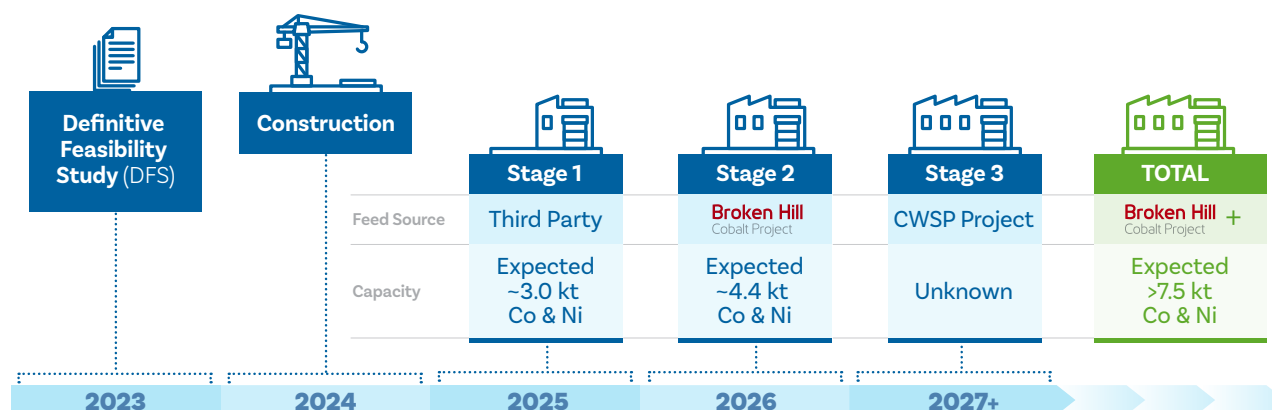 Definitive
Feasibility
Study (DFS)
Construction
Stage 1
Stage 2
Stage 3
TOTAL
Feed Source
Third Party
Broken Hill
Cobalt Project
CWSP Project
Broken Hill
Cobalt Project
+
Capacity
Expected
~3.0 kt
Co & Ni
Expected
~4.4 kt
Co & Ni
Unknown
Expected
>7.5 kt
Co & Ni
2023
2024
2025
2026
2027+